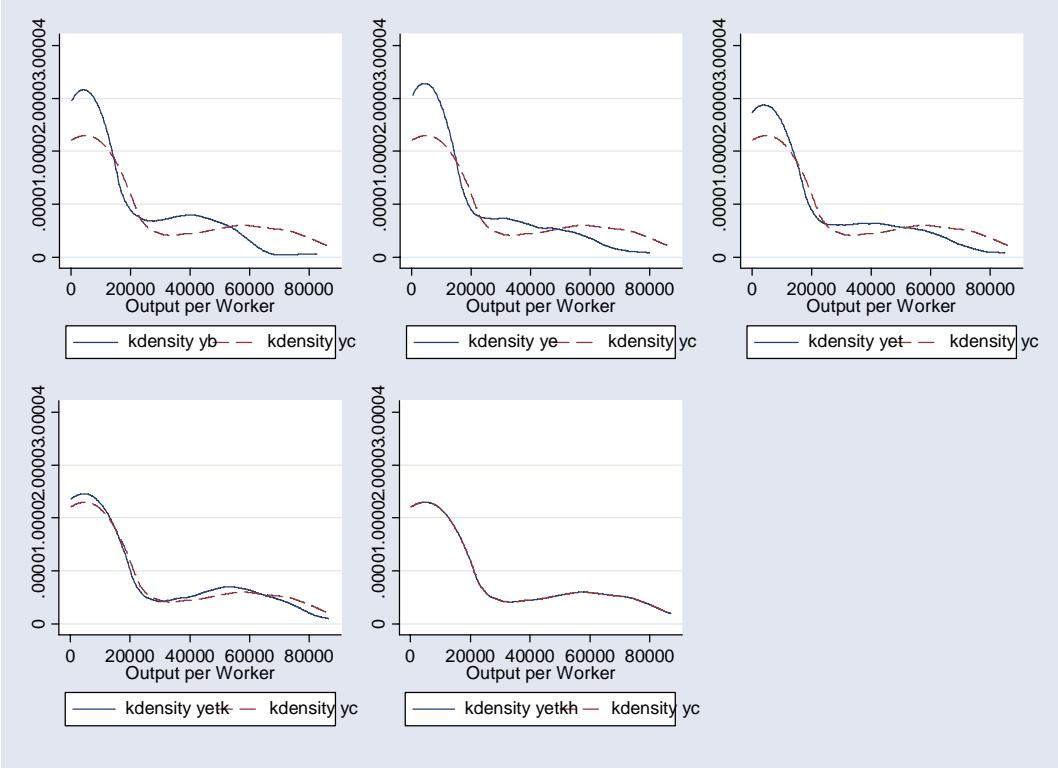 0 .00001 .00002 .00003 .00004
0 20000 40000 60000 80000
Output per Worker
kdensity yb kdensity yc
0 .00001 .00002 .00003 .00004
0 20000 40000 60000 80000
Output per Worker
kdensity ye kdensity yc
0 .00001 .00002 .00003 .00004
0 20000 40000 60000 80000
Output per Worker
kdensity yet kdensity yc
0 .00001 .00002 .00003 .00004
0 20000 40000 60000 80000
Output per Worker
kdensity yetk kdensity yc
0 .00001 .00002 .00003 .00004
0 20000 40000 60000 80000
Output per Worker
kdensity yetkh kdensity yc